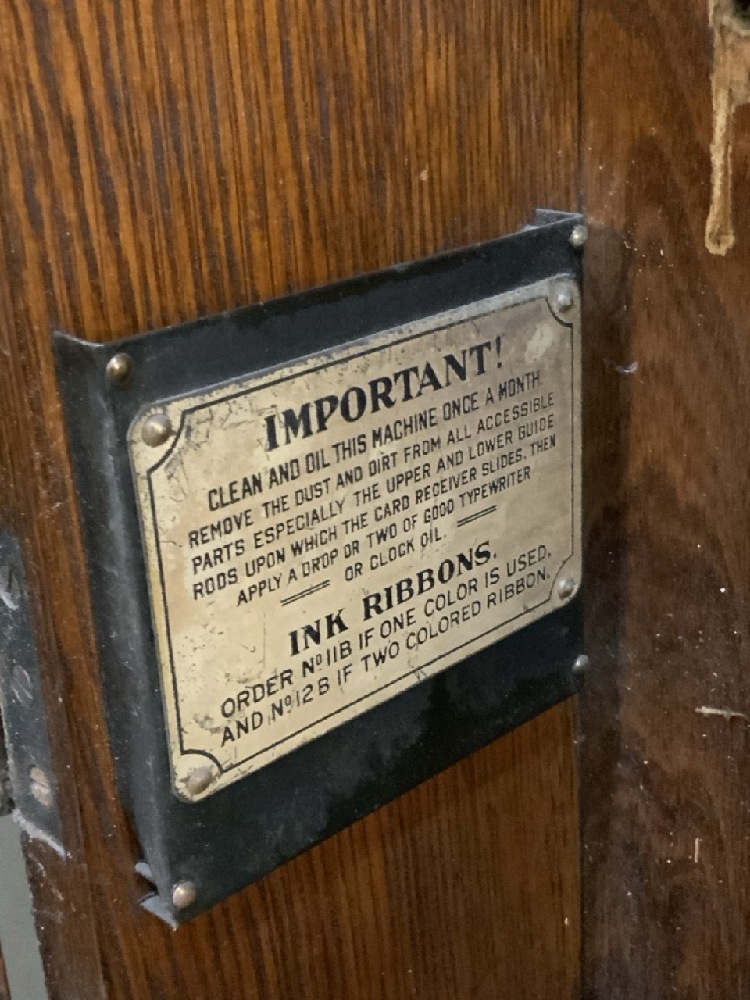 IMPORTANT!
CLEAN AND OIL THIS MACHINE ONCE A MONTH.
REMOVE THE DUST AND DIRT FROM ALL ACCESSIBLE
PARTS ESPECIALLY THE UPPER AND LOWER GUIDE
RODS UPON WHICH THE CARD RECEIVER SLIDES, THEN
APPLY A DROP OR TWO OF GOOD TYPEWRITER
OR CLOCK OIL.
INK RIBBONS.
ORDER Nº 11B IF ONE COLOR IS USED,
AND Nº 12B IF TWO COLORED RIBBON.